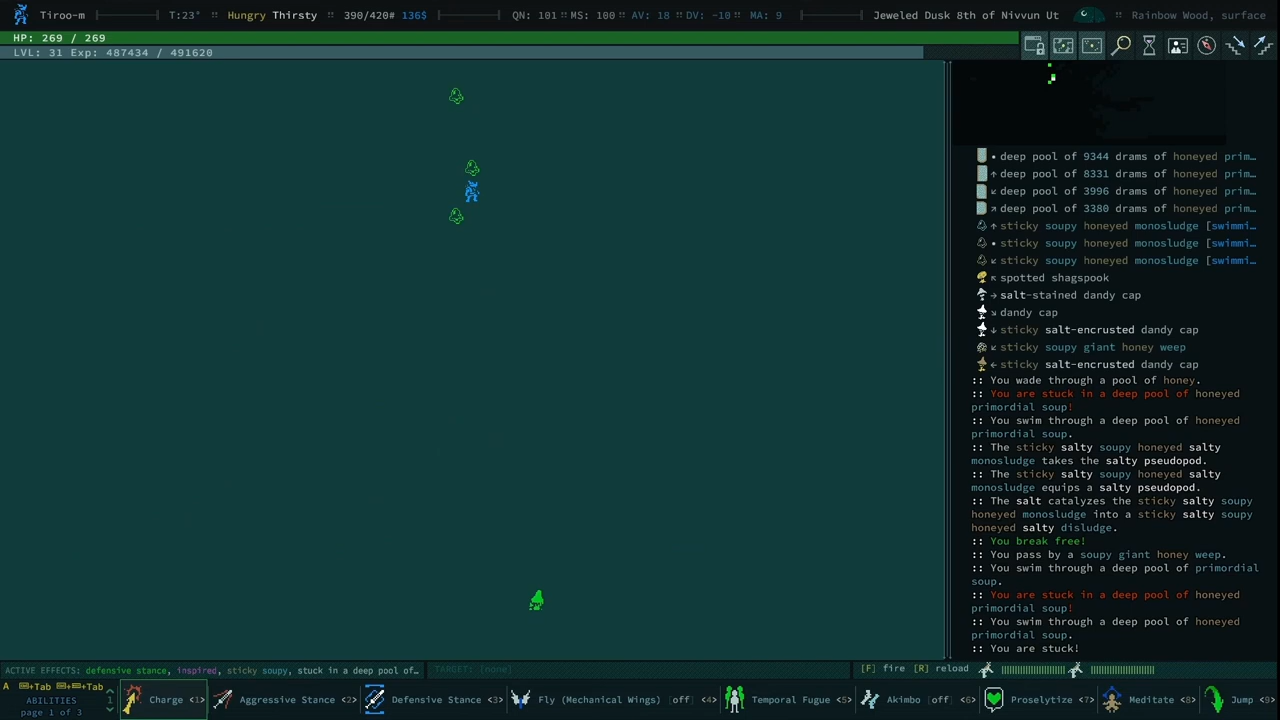 Tiroo-m T:23° :: Hungry Thirsty :: 390/420# 136$ QN: 101 :: MS: 100 :: AV: 18 :: DV: -10 :: MA: 9 Jeweled Dusk 8th of Nivvun Ut :: Rainbow Wood, surface
HP: 269 / 269
LVL: 31 Exp: 487434 / 491620
deep pool of 9344 drams of honeyed prim…
deep pool of 8331 drams of honeyed prim…
deep pool of 3996 drams of honeyed prim…
deep pool of 3380 drams of honeyed prim…
sticky soupy honeyed monosludge [swimmi…
sticky soupy honeyed monosludge [swimmi…
sticky soupy honeyed monosludge [swimmi…
spotted shagspook
salt-stained dandy cap
dandy cap
sticky salt-encrusted dandy cap
sticky soupy giant honey weep
sticky salt-encrusted dandy cap
:: You wade through a pool of honey.
:: You are stuck in a deep pool of honeyed
primordial soup!
:: You swim through a deep pool of honeyed
primordial soup.
:: The sticky salty soupy honeyed salty
monosludge takes the salty pseudopod.
:: The sticky salty soupy honeyed salty
monosludge equips a salty pseudopod.
:: The salt catalyzes the sticky salty soupy
honeyed monosludge into a sticky salty soupy
honeyed salty disludge.
:: You break free!
:: You pass by a soupy giant honey weep.
:: You swim through a deep pool of primordial
soup.
:: You are stuck in a deep pool of honeyed
primordial soup!
:: You swim through a deep pool of honeyed
primordial soup.
:: You are stuck!
ACTIVE EFFECTS: defensive stance, inspired, sticky soupy, stuck in a deep pool of…
TARGET: [none]
[F] fire [R] reload
ABILITIES
page 1 of 3
Charge <1> Aggressive Stance <2> Defensive Stance <3> Fly (Mechanical Wings) [off] <4> Temporal Fugue <5> Akimbo [off] <6> Proselytize <7> Meditate <8> Jump <9